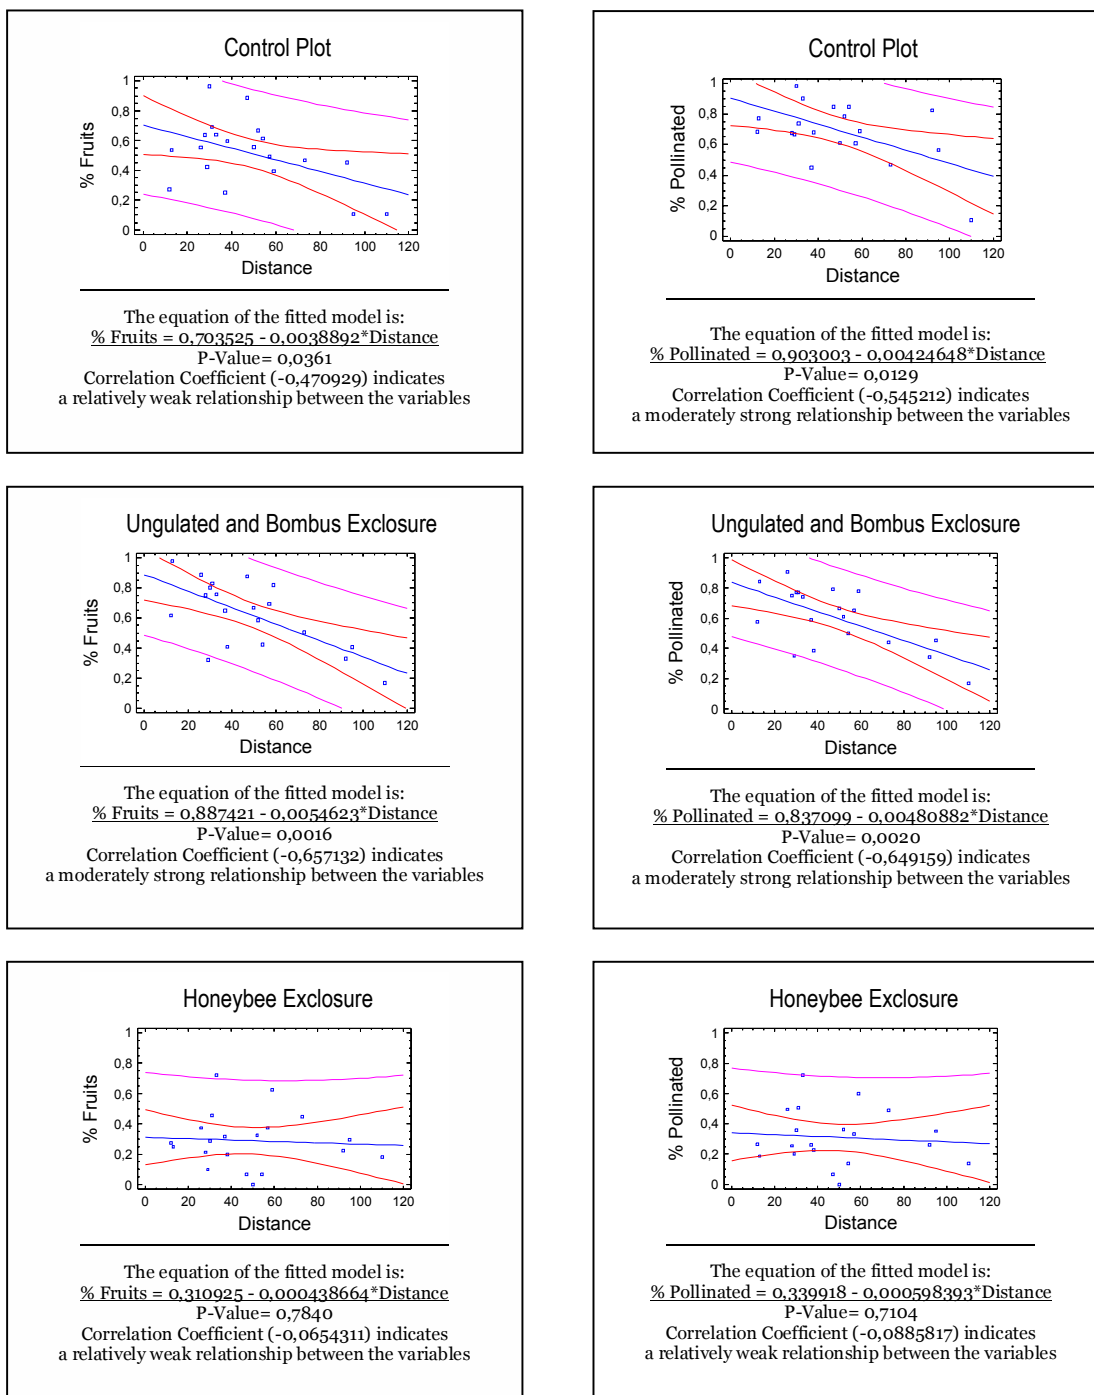 Control Plot
% Fruits
1
0,8
0,6
0,4
0,2
0
0 20 40 60 80 100 120
Distance
The equation of the fitted model is:
% Fruits = 0,703525 - 0,0038892*Distance
P-Value= 0,0361
Correlation Coefficient (-0,470929) indicates
a relatively weak relationship between the variables
Control Plot
% Pollinated
1
0,8
0,6
0,4
0,2
0
0 20 40 60 80 100 120
Distance
The equation of the fitted model is:
% Pollinated = 0,903003 - 0,00424648*Distance
P-Value= 0,0129
Correlation Coefficient (-0,545212) indicates
a moderately strong relationship between the variables
Ungulated and Bombus Exclosure
% Fruits
1
0,8
0,6
0,4
0,2
0
0 20 40 60 80 100 120
Distance
The equation of the fitted model is:
% Fruits = 0,887421 - 0,0054623*Distance
P-Value= 0,0016
Correlation Coefficient (-0,657132) indicates
a moderately strong relationship between the variables
Ungulated and Bombus Exclosure
% Pollinated
1
0,8
0,6
0,4
0,2
0
0 20 40 60 80 100 120
Distance
The equation of the fitted model is:
% Pollinated = 0,837099 - 0,00480882*Distance
P-Value= 0,0020
Correlation Coefficient (-0,649159) indicates
a moderately strong relationship between the variables
Honeybee Exclosure
% Fruits
1
0,8
0,6
0,4
0,2
0
0 20 40 60 80 100 120
Distance
The equation of the fitted model is:
% Fruits = 0,310925 - 0,000438664*Distance
P-Value= 0,7840
Correlation Coefficient (-0,0654311) indicates
a relatively weak relationship between the variables
Honeybee Exclosure
% Pollinated
1
0,8
0,6
0,4
0,2
0
0 20 40 60 80 100 120
Distance
The equation of the fitted model is:
% Pollinated = 0,339918 - 0,000598393*Distance
P-Value= 0,7104
Correlation Coefficient (-0,0885817) indicates
a relatively weak relationship between the variables